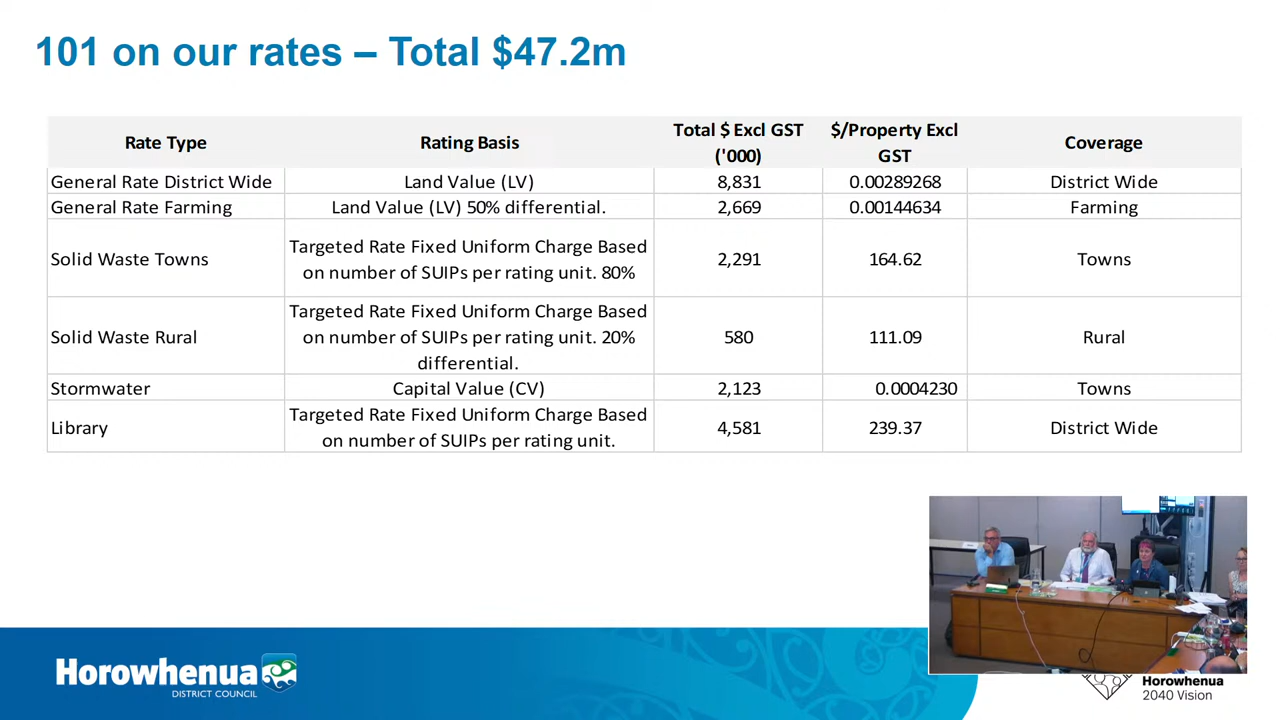 101 on our rates – Total $47.2m
Rate Type Rating Basis Total $ Excl GST ('000) $/Property Excl GST Coverage
General Rate District Wide Land Value (LV) 8,831 0.00289268 District Wide
General Rate Farming Land Value (LV) 50% differential. 2,669 0.00144634 Farming
Solid Waste Towns Targeted Rate Fixed Uniform Charge Based on number of SUIPs per rating unit. 80% 2,291 164.62 Towns
Solid Waste Rural Targeted Rate Fixed Uniform Charge Based on number of SUIPs per rating unit. 20% differential. 580 111.09 Rural
Stormwater Capital Value (CV) 2,123 0.0004230 Towns
Library Targeted Rate Fixed Uniform Charge Based on number of SUIPs per rating unit. 4,581 239.37 District Wide
Horowhenua
DISTRICT COUNCIL
Horowhenua
2040 Vision